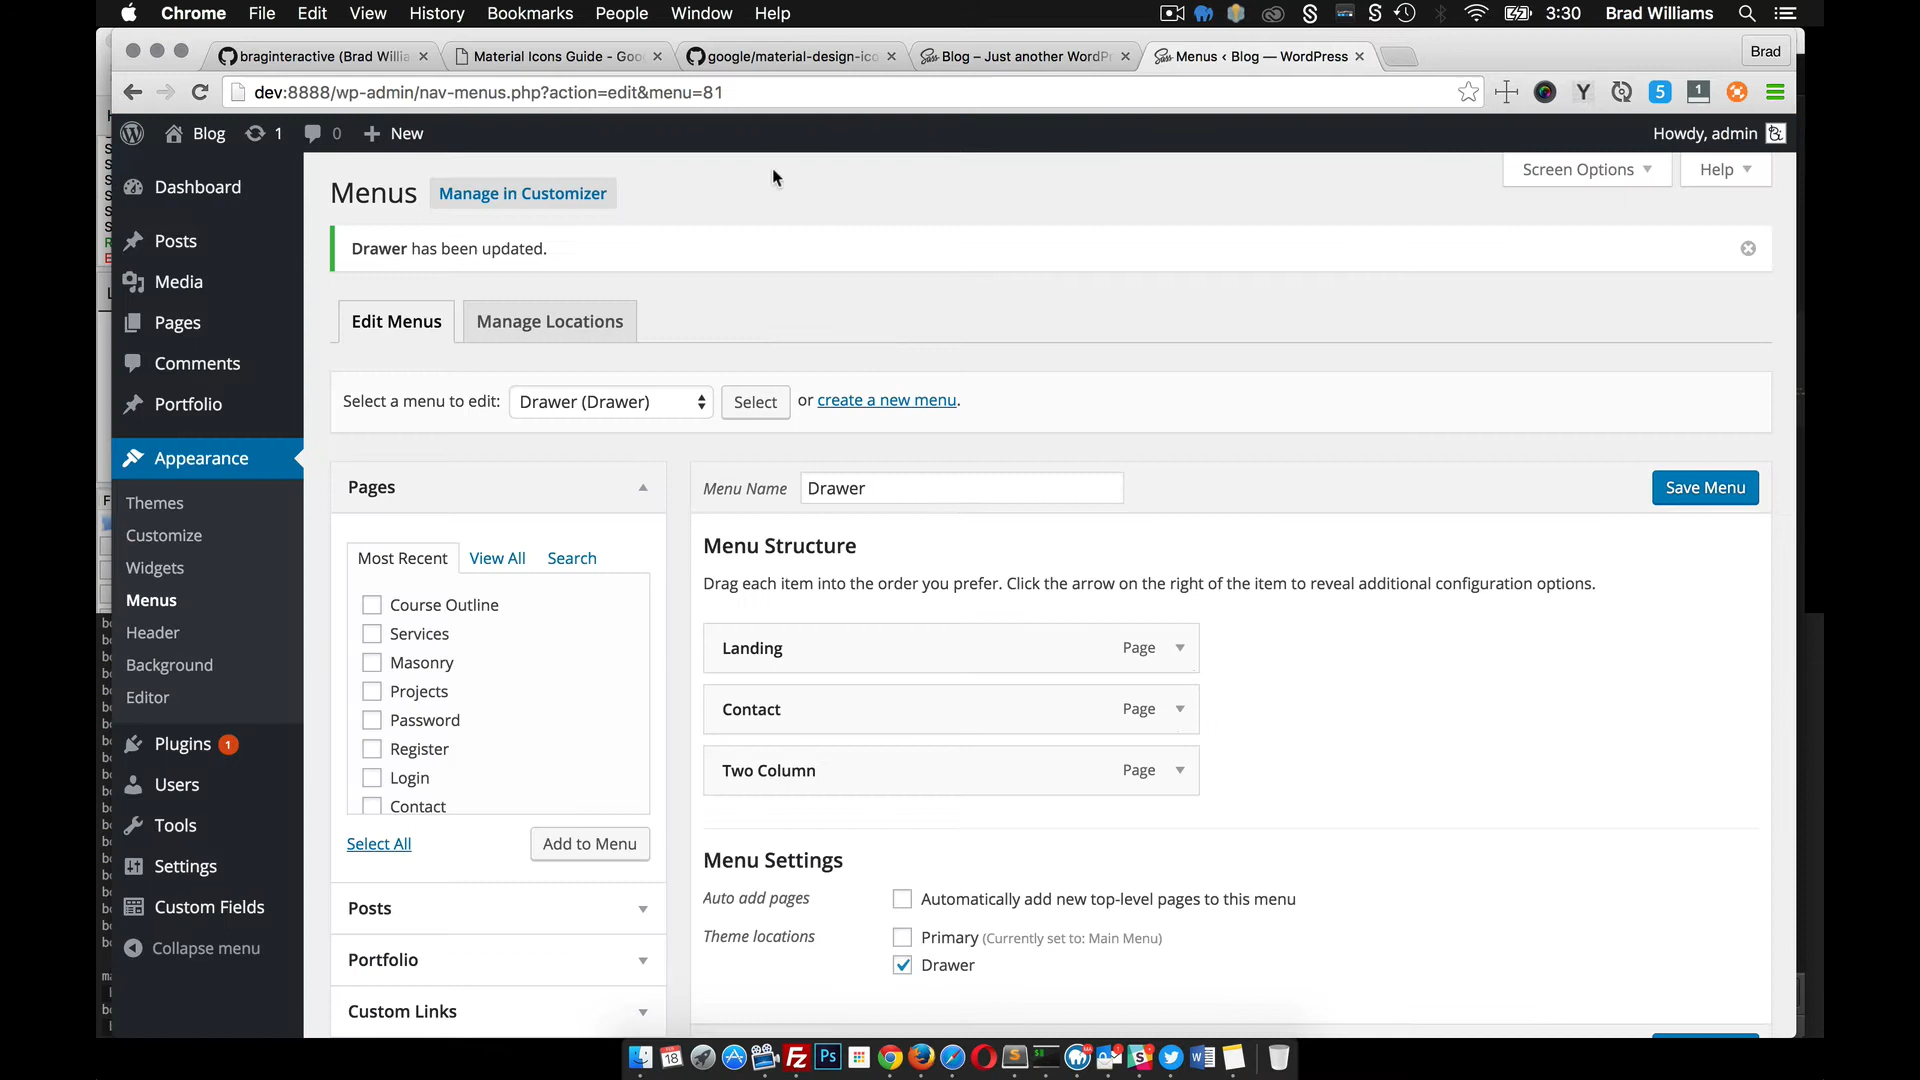 Chrome File Edit View History Bookmarks People Window Help 3:30 Brad Williams
braginteractive (Brad Willia Material Icons Guide - Goo google/material-design-ico Blog – Just another WordPr Menus ‹ Blog — WordPress Brad
dev:8888/wp-admin/nav-menus.php?action=edit&menu=81
Blog 1 0 New Howdy, admin
Screen Options Help
Dashboard
Posts
Media
Pages
Comments
Portfolio
Appearance
Themes
Customize
Widgets
Menus
Header
Background
Editor
Plugins 1
Users
Tools
Settings
Custom Fields
Collapse menu
Menus Manage in Customizer
Drawer has been updated.
Edit Menus Manage Locations
Select a menu to edit: Drawer (Drawer) Select or create a new menu.
Pages
Most Recent View All Search
Course Outline
Services
Masonry
Projects
Password
Register
Login
Contact
Select All Add to Menu
Posts
Portfolio
Custom Links
Menu Name Drawer Save Menu
Menu Structure
Drag each item into the order you prefer. Click the arrow on the right of the item to reveal additional configuration options.
Landing Page
Contact Page
Two Column Page
Menu Settings
Auto add pages Automatically add new top-level pages to this menu
Theme locations Primary (Currently set to: Main Menu)
Drawer